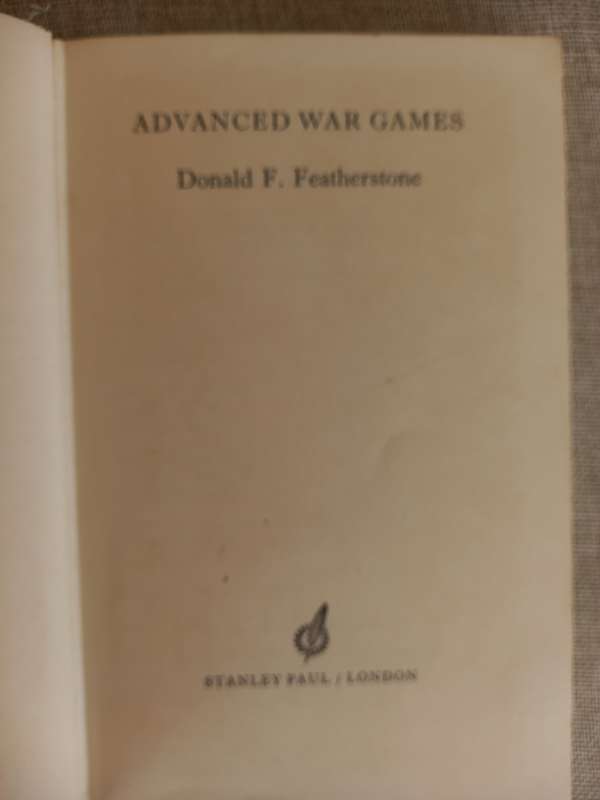 ADVANCED WAR GAMES
Donald F. Featherstone
STANLEY PAUL / LONDON